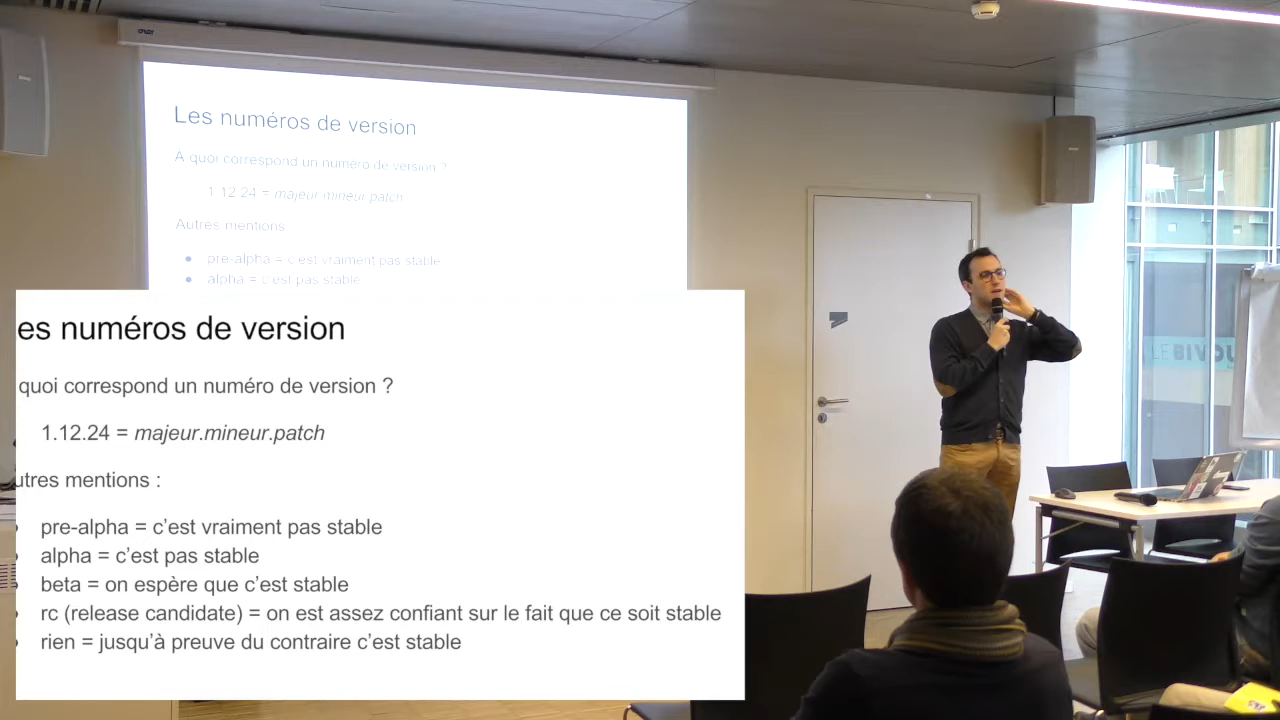 Les numéros de version
A quoi correspond un numéro de version ?
1.12.24 = majeur.mineur.patch
Autres mentions
pre-alpha = c'est vraiment pas stable
alpha = c'est pas stable
es numéros de version
quoi correspond un numéro de version ?
1.12.24 = majeur.mineur.patch
utres mentions :
pre-alpha = c'est vraiment pas stable
alpha = c'est pas stable
beta = on espère que c'est stable
rc (release candidate) = on est assez confiant sur le fait que ce soit stable
rien = jusqu'à preuve du contraire c'est stable
LE BIVOU